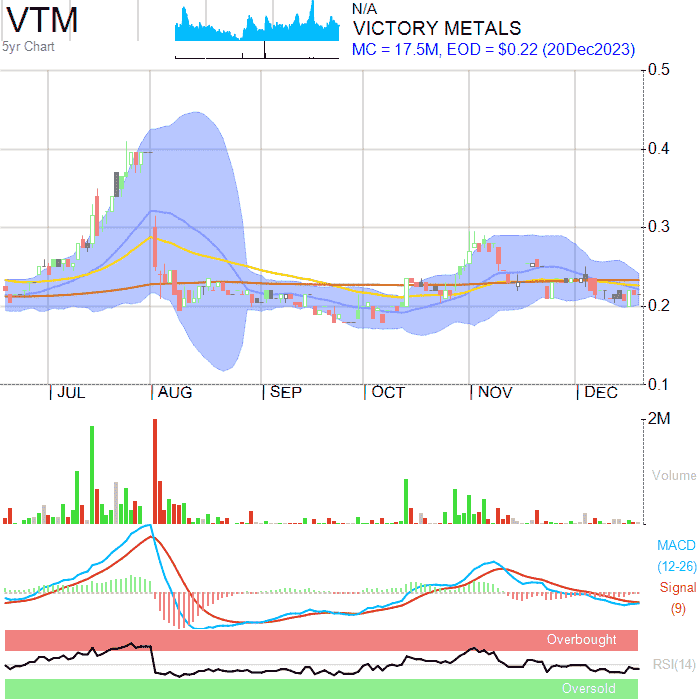 VTM
5yr Chart
N/A
VICTORY METALS
MC = 17.5M, EOD = $0.22 (20Dec2023)
0.5
0.4
0.3
0.2
0.1
JUL AUG SEP OCT NOV DEC
2M
Volume
MACD
(12-26)
Signal
(9)
Overbought
RSI(14)
Oversold